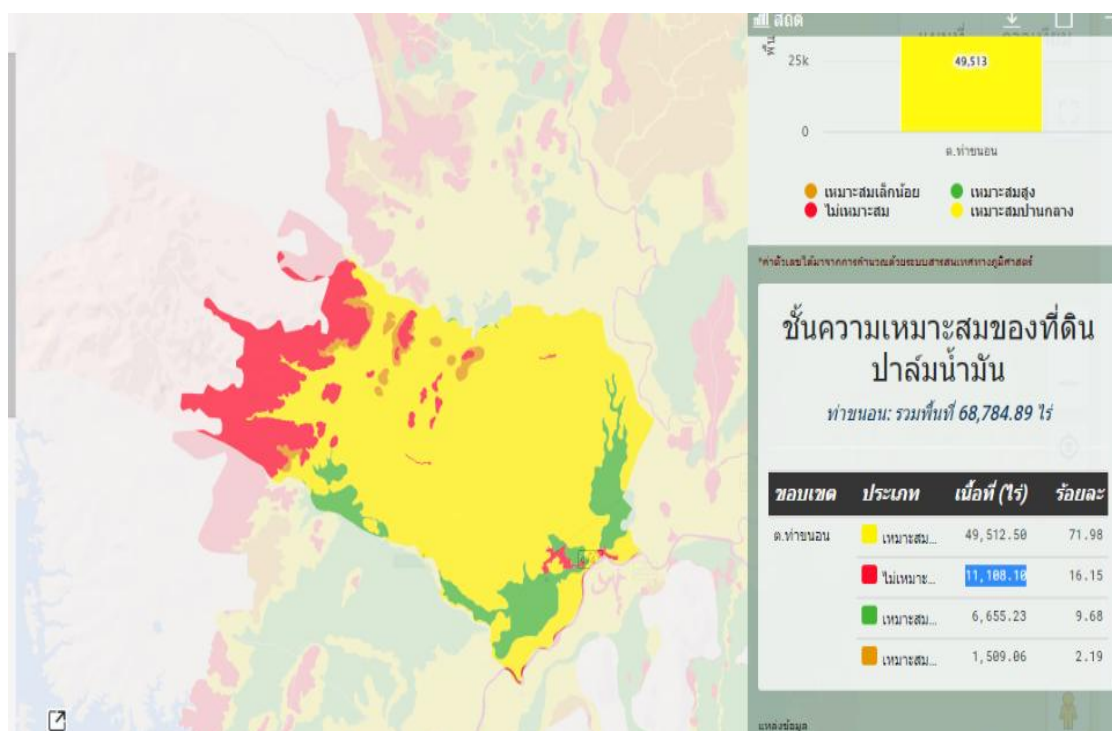 สถิติ
25k
49,513
0
ต.ท่าขนอน
เหมาะสมเล็กน้อย เหมาะสมสูง
ไม่เหมาะสม เหมาะสมปานกลาง
*ค่าตัวเลขได้มาจากการคำนวณด้วยระบบสารสนเทศทางภูมิศาสตร์
ชั้นความเหมาะสมของที่ดิน
ปาล์มน้ำมัน
ท่าขนอน: รวมพื้นที่ 68,784.89 ไร่
ขอบเขต ประเภท เนื้อที่ (ไร่) ร้อยละ
ต.ท่าขนอน เหมาะสม... 49,512.50 71.98
ไม่เหมาะ... 11,108.10 16.15
เหมาะสม... 6,655.23 9.68
เหมาะสม... 1,509.06 2.19
แหล่งข้อมูล